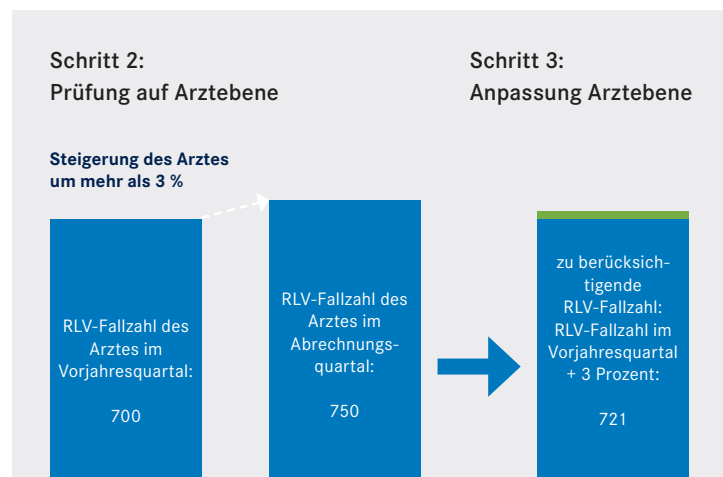 Schritt 2:
Prüfung auf Arztebene
Steigerung des Arztes
um mehr als 3 %
RLV-Fallzahl des
Arztes im
Vorjahresquartal:
700
RLV-Fallzahl des
Arztes im
Abrechnungs-
quartal:
750
Schritt 3:
Anpassung Arztebene
zu berücksich-
tigende
RLV-Fallzahl:
RLV-Fallzahl im
Vorjahresquartal
+ 3 Prozent:
721